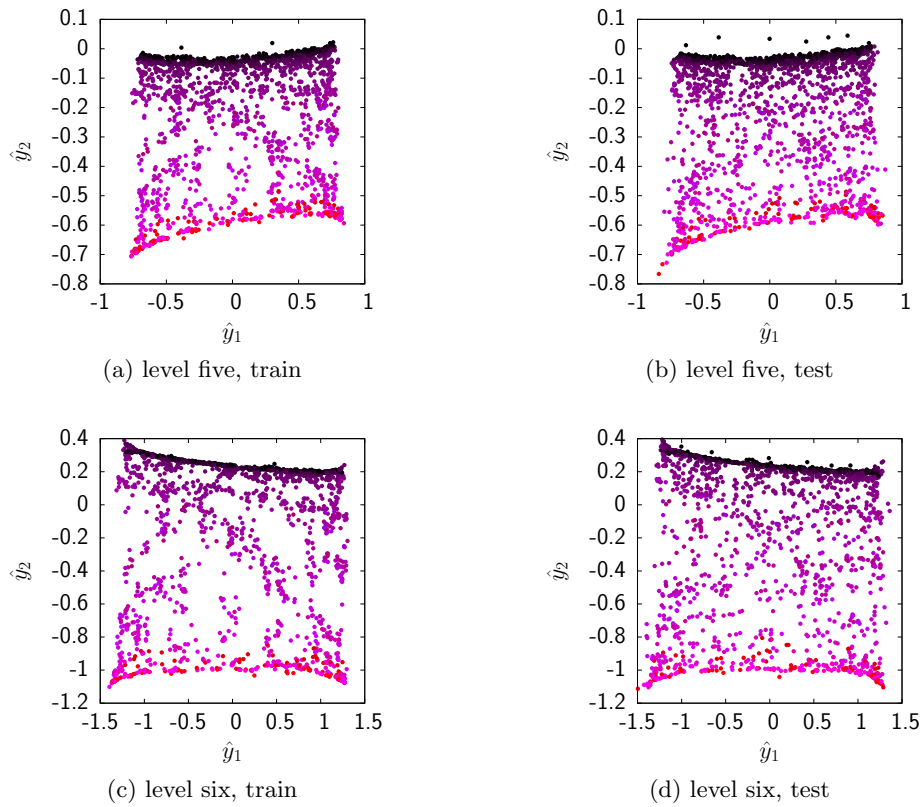 0.1
0
-0.1
-0.2
-0.3
-0.4
-0.5
-0.6
-0.7
-0.8
ŷ₂
-1 -0.5 0 0.5 1
ŷ₁
(a) level five, train
0.1
0
-0.1
-0.2
-0.3
-0.4
-0.5
-0.6
-0.7
-0.8
ŷ₂
-1 -0.5 0 0.5 1
ŷ₁
(b) level five, test
0.4
0.2
0
-0.2
0.4
-0.6
-0.8
-1
-1.2
ŷ₂
-1.5 -1 -0.5 0 0.5 1 1.5
ŷ₁
(c) level six, train
0.4
0.2
0
-0.2
0.4
-0.6
-0.8
-1
-1.2
ŷ₂
-1.5 -1 -0.5 0 0.5 1 1.5
ŷ₁
(d) level six, test